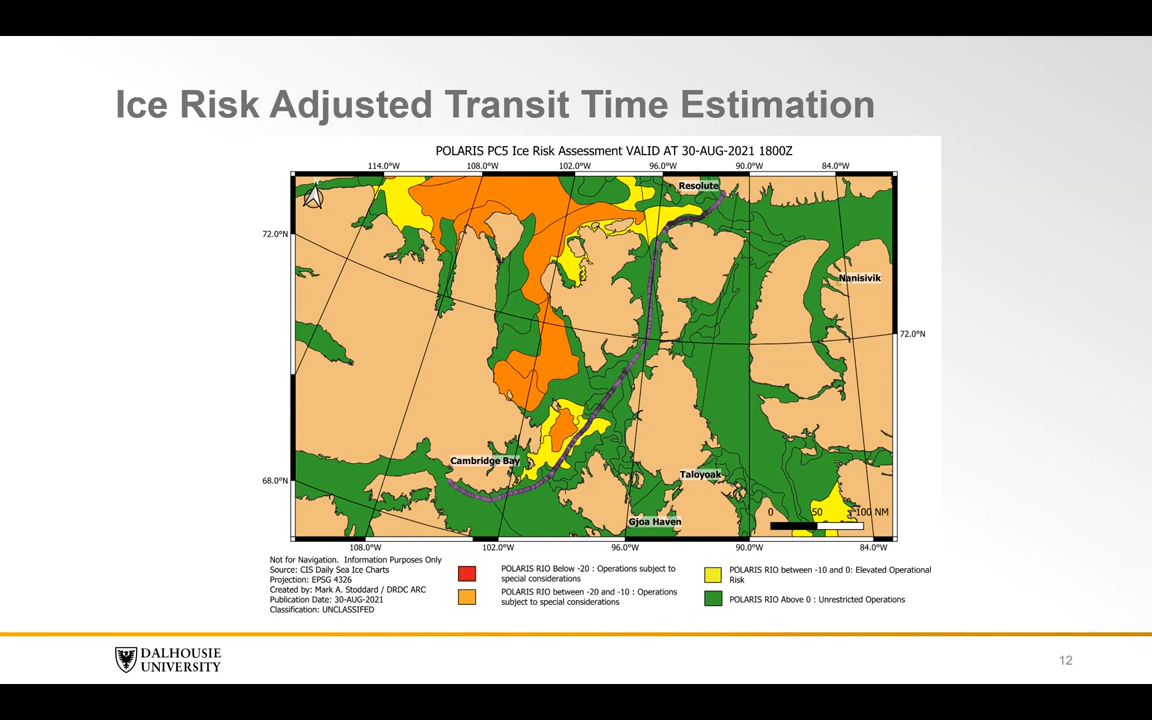 Ice Risk Adjusted Transit Time Estimation
POLARIS PC5 Ice Risk Assessment VALID AT 30-AUG-2021 1800Z
114.0°W 108.0°W 102.0°W 96.0°W 90.0°W 84.0°W
Resolute
72.0°N
Nanisivik
72.0°N
Cambridge Bay
Taloyoak
68.0°N
0 50 100 NM
Gjoa Haven
108.0°W 102.0°W 96.0°W 90.0°W 84.0°W
Not for Navigation. Information Purposes Only
Source: CIS Daily Sea Ice Charts
Projection: EPSG 4326
Created by: Mark A. Stoddard / DRDC ARC
Publication Date: 30-AUG-2021
Classification: UNCLASSIFED
POLARIS RIO Below -20 : Operations subject to
special considerations
POLARIS RIO between -20 and -10 : Operations
subject to special considerations
POLARIS RIO between -10 and 0: Elevated Operational
Risk
POLARIS RIO Above 0 : Unrestricted Operations
DALHOUSIE
UNIVERSITY
12